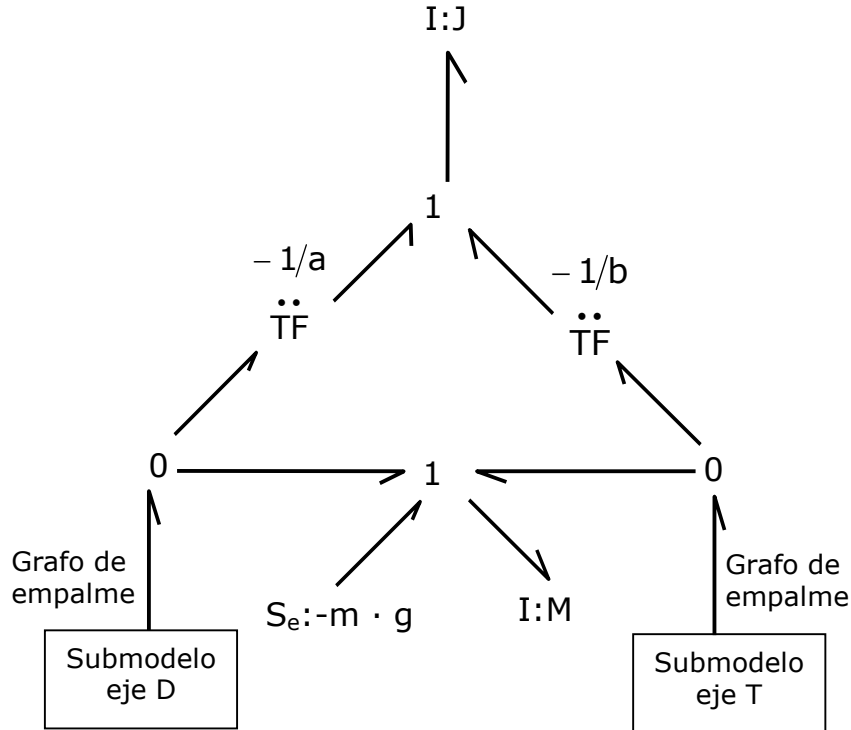 I:J
1
− 1/a
− 1/b
TF
TF
0
1
0
Grafo de
empalme
Grafo de
empalme
Se:-m · g
I:M
Submodelo
eje D
Submodelo
eje T